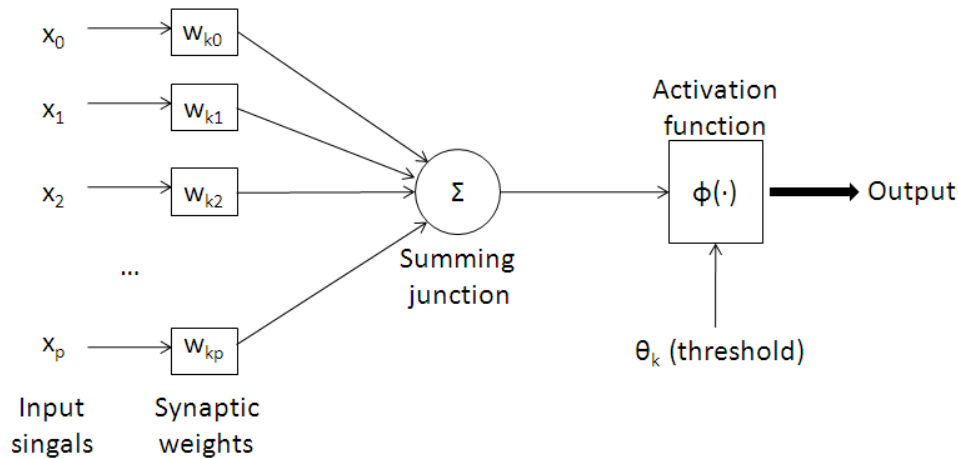 x₀
wₖ₀
x₁
wₖ₁
x₂
wₖ₂
...
xₚ
wₖₚ
Input
singals
Synaptic
weights
Σ
Summing
junction
Activation
function
ϕ(·)
Output
θₖ (threshold)